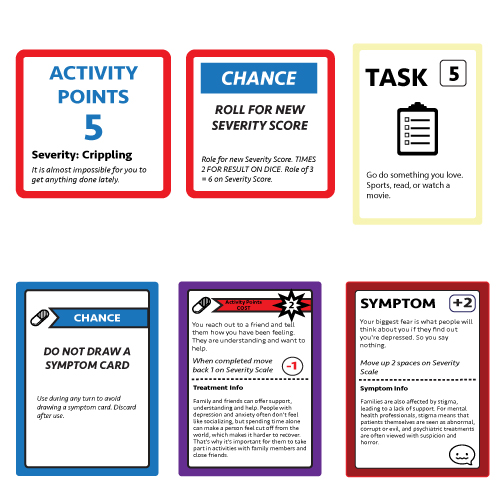 ACTIVITY
POINTS
5
Severity: Crippling
It is almost impossible for you to
get anything done lately.
CHANCE
ROLL FOR NEW
SEVERITY SCORE
Role for new Severity Score. TIMES
2 FOR RESULT ON DICE. Role of 3
= 6 on Severity Score.
TASK 5
Go do something you love.
Sports, read, or watch a
movie.
CHANCE
DO NOT DRAW A
SYMPTOM CARD
Use during any turn to avoid
drawing a symptom card. Discard
after use.
Activity Points
COST
2
You reach out to a friend and tell
them how you have been feeling.
They are understanding and want to
help.
When completed move
back 1 on Severity Scale
-1
Treatment Info
Family and friends can offer support,
understanding and help. People with
depression and anxiety often don't feel
like socializing, but spending time alone
can make a person feel cut off from the
world, which makes it harder to recover.
That's why it's important for them to take
part in activities with family members and
close friends.
SYMPTOM +2
Your biggest fear is what people will
think about you if they find out
you're depressed. So you say
nothing.
Move up 2 spaces on Severity
Scale
Symptom Info
Families are also affected by stigma,
leading to a lack of support. For mental
health professionals, stigma means that
patients themselves are seen as abnormal,
corrupt or evil, and psychiatric treatments
are often viewed with suspicion and
horror.